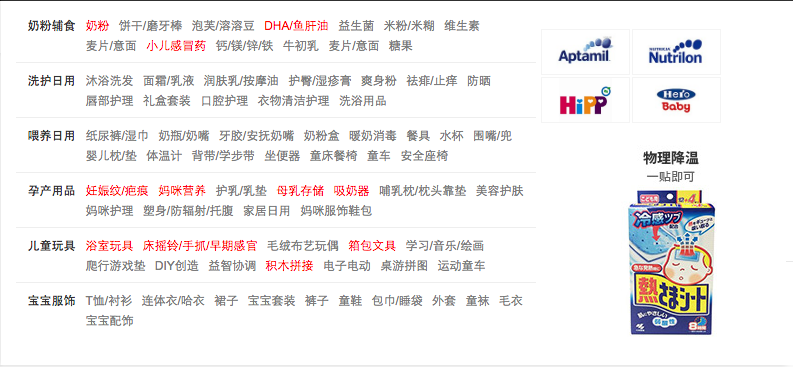 奶粉辅食 奶粉 饼干/磨牙棒 泡芙/溶溶豆 DHA/鱼肝油 益生菌 米粉/米糊 维生素
麦片/意面 小儿感冒药 钙/镁/锌/铁 牛初乳 麦片/意面 糖果
洗护日用 沐浴洗发 面霜/乳液 润肤乳/按摩油 护臀/湿疹膏 爽身粉 祛痱/止痒 防晒
唇部护理 礼盒套装 口腔护理 衣物清洁护理 洗浴用品
喂养日用 纸尿裤/湿巾 奶瓶/奶嘴 牙胶/安抚奶嘴 奶粉盒 暖奶消毒 餐具 水杯 围嘴/兜
婴儿枕/垫 体温计 背带/学步带 坐便器 童床餐椅 童车 安全座椅
孕产用品 妊娠纹/疤痕 妈咪营养 护乳/乳垫 母乳存储 吸奶器 哺乳枕/枕头靠垫 美容护肤
妈咪护理 塑身/防辐射/托腹 家居日用 妈咪服饰鞋包
儿童玩具 浴室玩具 床摇铃/手抓/早期感官 毛绒布艺玩偶 箱包文具 学习/音乐/绘画
爬行游戏垫 DIY创造 益智协调 积木拼接 电子电动 桌游拼图 运动童车
宝宝服饰 T恤/衬衫 连体衣/哈衣 裙子 宝宝套装 裤子 童鞋 包巾/睡袋 外套 童袜 毛衣
宝宝配饰
Aptamil
NUTRICIA
Nutrilon
HiPP
Hero
Baby
物理降温
一贴即可
こども用
冷感ツブ
配合
熱さまシート
肌にやさしい
弱酸性